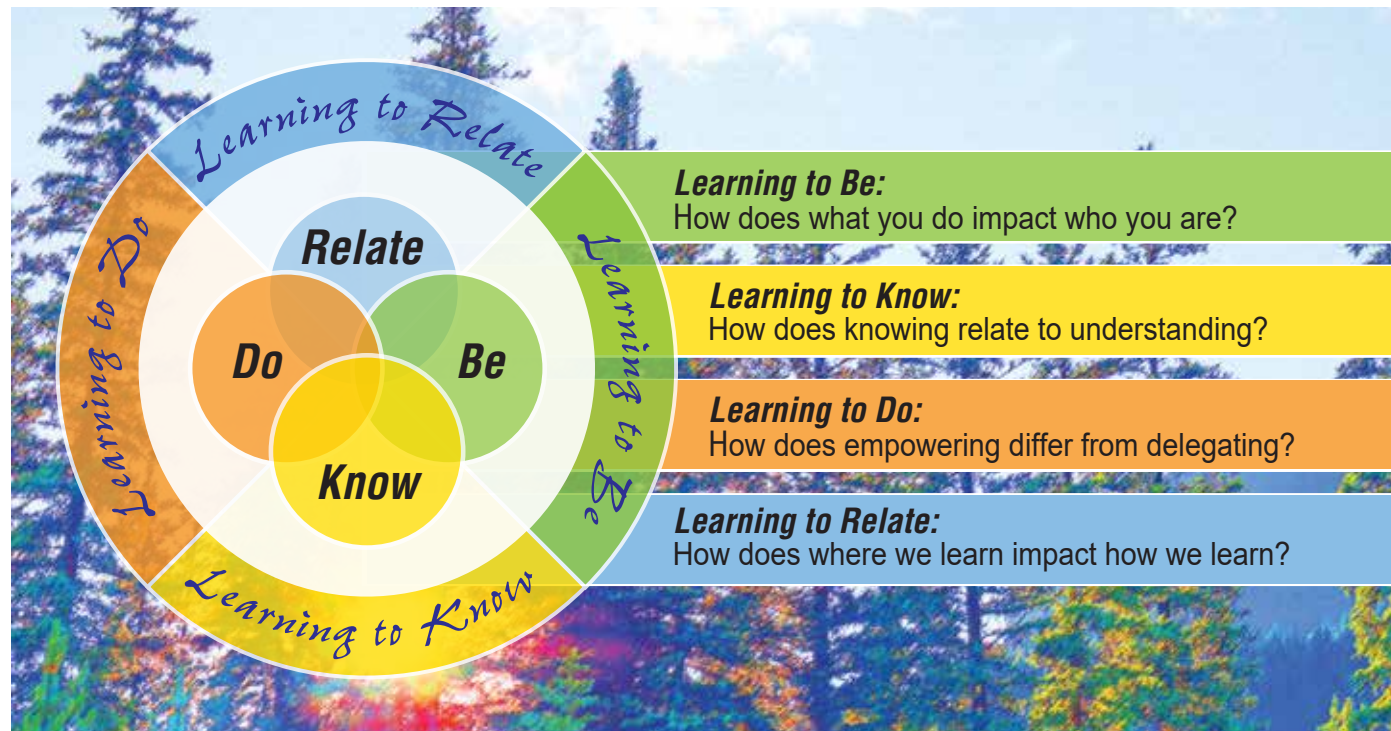 Learning to Relate
Learning to Do
Learning to Be
Learning to Know
Relate
Do
Be
Know
Learning to Be:
How does what you do impact who you are?
Learning to Know:
How does knowing relate to understanding?
Learning to Do:
How does empowering differ from delegating?
Learning to Relate:
How does where we learn impact how we learn?